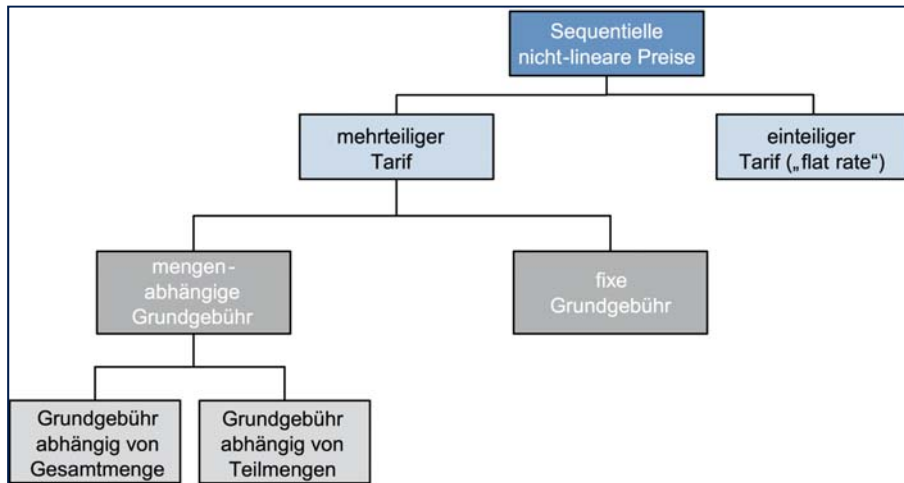 Sequentielle
nicht-lineare Preise
mehrteiliger
Tarif
einteiliger
Tarif („flat rate“)
mengen-
abhängige
Grundgebühr
fixe
Grundgebühr
Grundgebühr
abhängig von
Gesamtmenge
Grundgebühr
abhängig von
Teilmengen